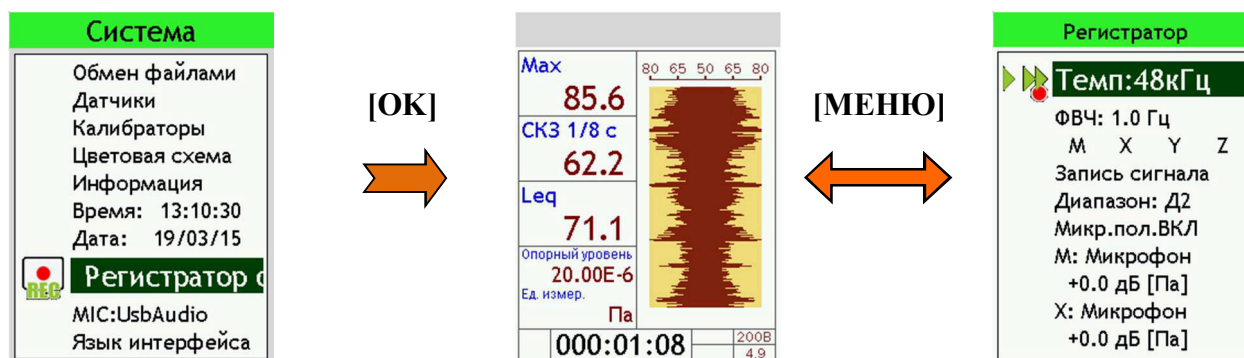 Система
Обмен файлами
Датчики
Калибраторы
Цветовая схема
Информация
Время: 13:10:30
Дата: 19/03/15
REC
Регистратор
MIC:UsbAudio
Язык интерфейса
[OK]
Max
85.6
СКЗ 1/8 с
62.2
Leq
71.1
Опорный уровень
20.00E-6
Ед. измер.
Па
80 65 50 65 80
000:01:08
200В
4.9
[МЕНЮ]
Регистратор
Темп:48кГц
ФВЧ: 1.0 Гц
M X Y Z
Запись сигнала
Диапазон: Д2
Микр.пол.ВКЛ
М: Микрофон
+0.0 дБ [Па]
X: Микрофон
+0.0 дБ [Па]